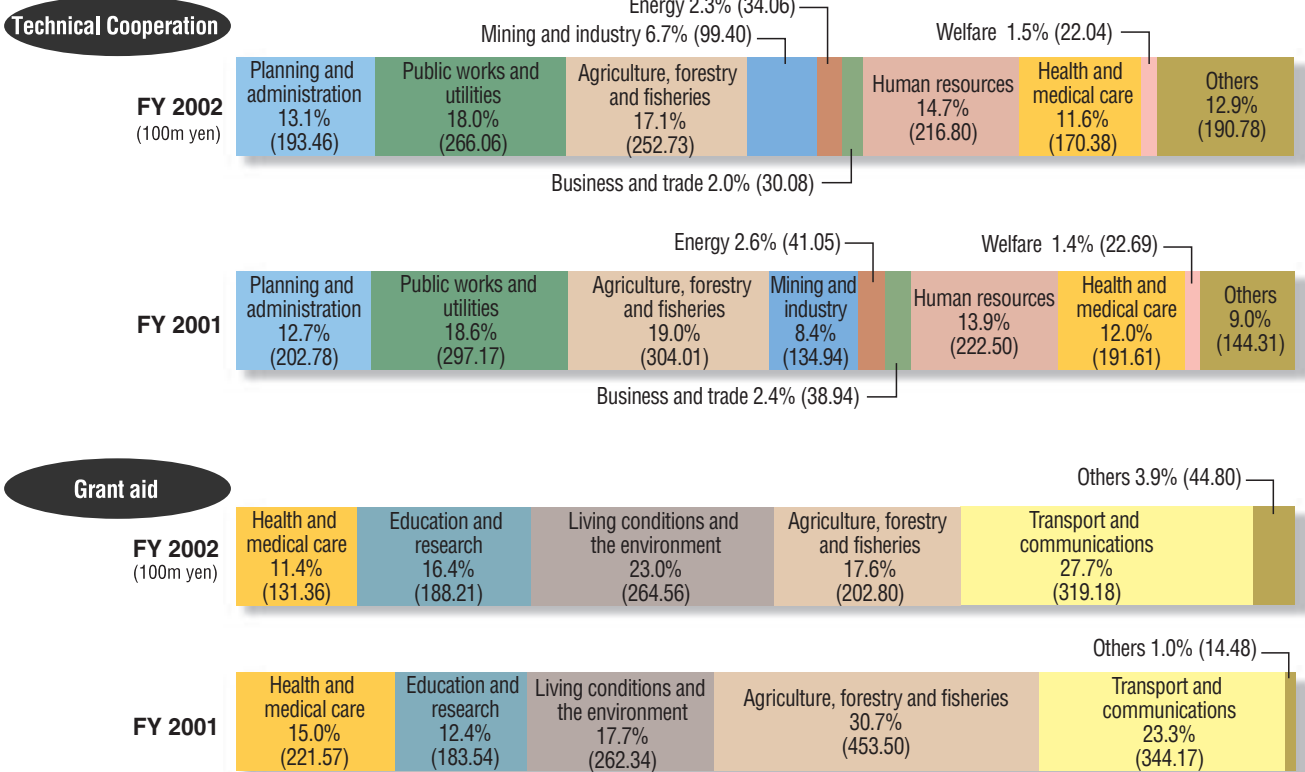 Technical Cooperation
Energy 2.3% (34.06)
Mining and industry 6.7% (99.40)
Welfare 1.5% (22.04)
FY 2002
(100m yen)
Planning and
administration
13.1%
(193.46)
Public works and
utilities
18.0%
(266.06)
Agriculture, forestry
and fisheries
17.1%
(252.73)
Human resources
14.7%
(216.80)
Health and
medical care
11.6%
(170.38)
Others
12.9%
(190.78)
Business and trade 2.0% (30.08)
Energy 2.6% (41.05)
Welfare 1.4% (22.69)
FY 2001
Planning and
administration
12.7%
(202.78)
Public works and
utilities
18.6%
(297.17)
Agriculture, forestry
and fisheries
19.0%
(304.01)
Mining and
industry
8.4%
(134.94)
Human resources
13.9%
(222.50)
Health and
medical care
12.0%
(191.61)
Others
9.0%
(144.31)
Business and trade 2.4% (38.94)
Grant aid
Others 3.9% (44.80)
FY 2002
(100m yen)
Health and
medical care
11.4%
(131.36)
Education and
research
16.4%
(188.21)
Living conditions and
the environment
23.0%
(264.56)
Agriculture, forestry
and fisheries
17.6%
(202.80)
Transport and
communications
27.7%
(319.18)
Others 1.0% (14.48)
FY 2001
Health and
medical care
15.0%
(221.57)
Education and
research
12.4%
(183.54)
Living conditions and
the environment
17.7%
(262.34)
Agriculture, forestry and fisheries
30.7%
(453.50)
Transport and
communications
23.3%
(344.17)